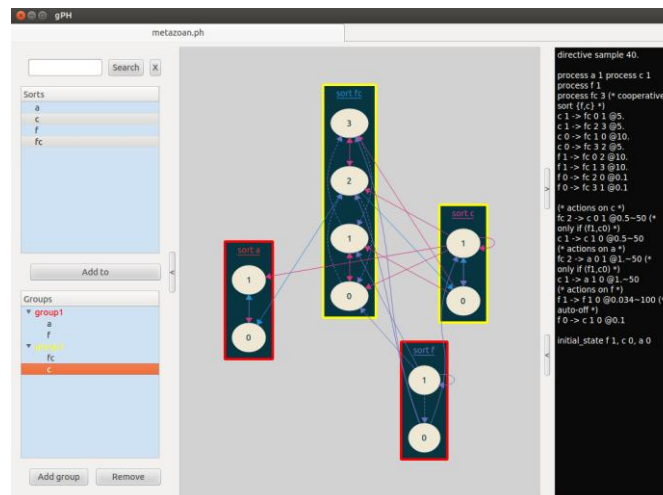 gPH
metazoan.ph
Search
X
Sorts
a
c
f
fc
Add to
Groups
group1
a
f
fc
c
Add group
Remove
<
sort fc
3
2
1
0
sort c
1
0
sort a
1
0
sort f
1
0
>
<
directive sample 40.
process a 1 process c 1
process f 1
process fc 3 (* cooperative
sort {f,c} *)
c 1 -> fc 0 1 @5.
c 1 -> fc 2 3 @5.
c 0 -> fc 1 0 @10.
c 0 -> fc 3 2 @5.
f 1 -> fc 0 2 @10.
f 1 -> fc 1 3 @10.
f 0 -> fc 2 0 @0.1
f 0 -> fc 3 1 @0.1
(* actions on c *)
fc 2 -> c 0 1 @0.5~50 (*
only if (f1,c0) *)
c 1 -> c 1 0 @0.5~50
(* actions on a *)
fc 2 -> a 0 1 @1.~50 (*
only if (f1,c0) *)
c 1 -> a 1 0 @1.~50
(* actions on f *)
f 1 -> f 1 0 @0.034~100 (*
auto-off *)
f 0 -> c 1 0 @0.1
initial_state f 1, c 0, a 0